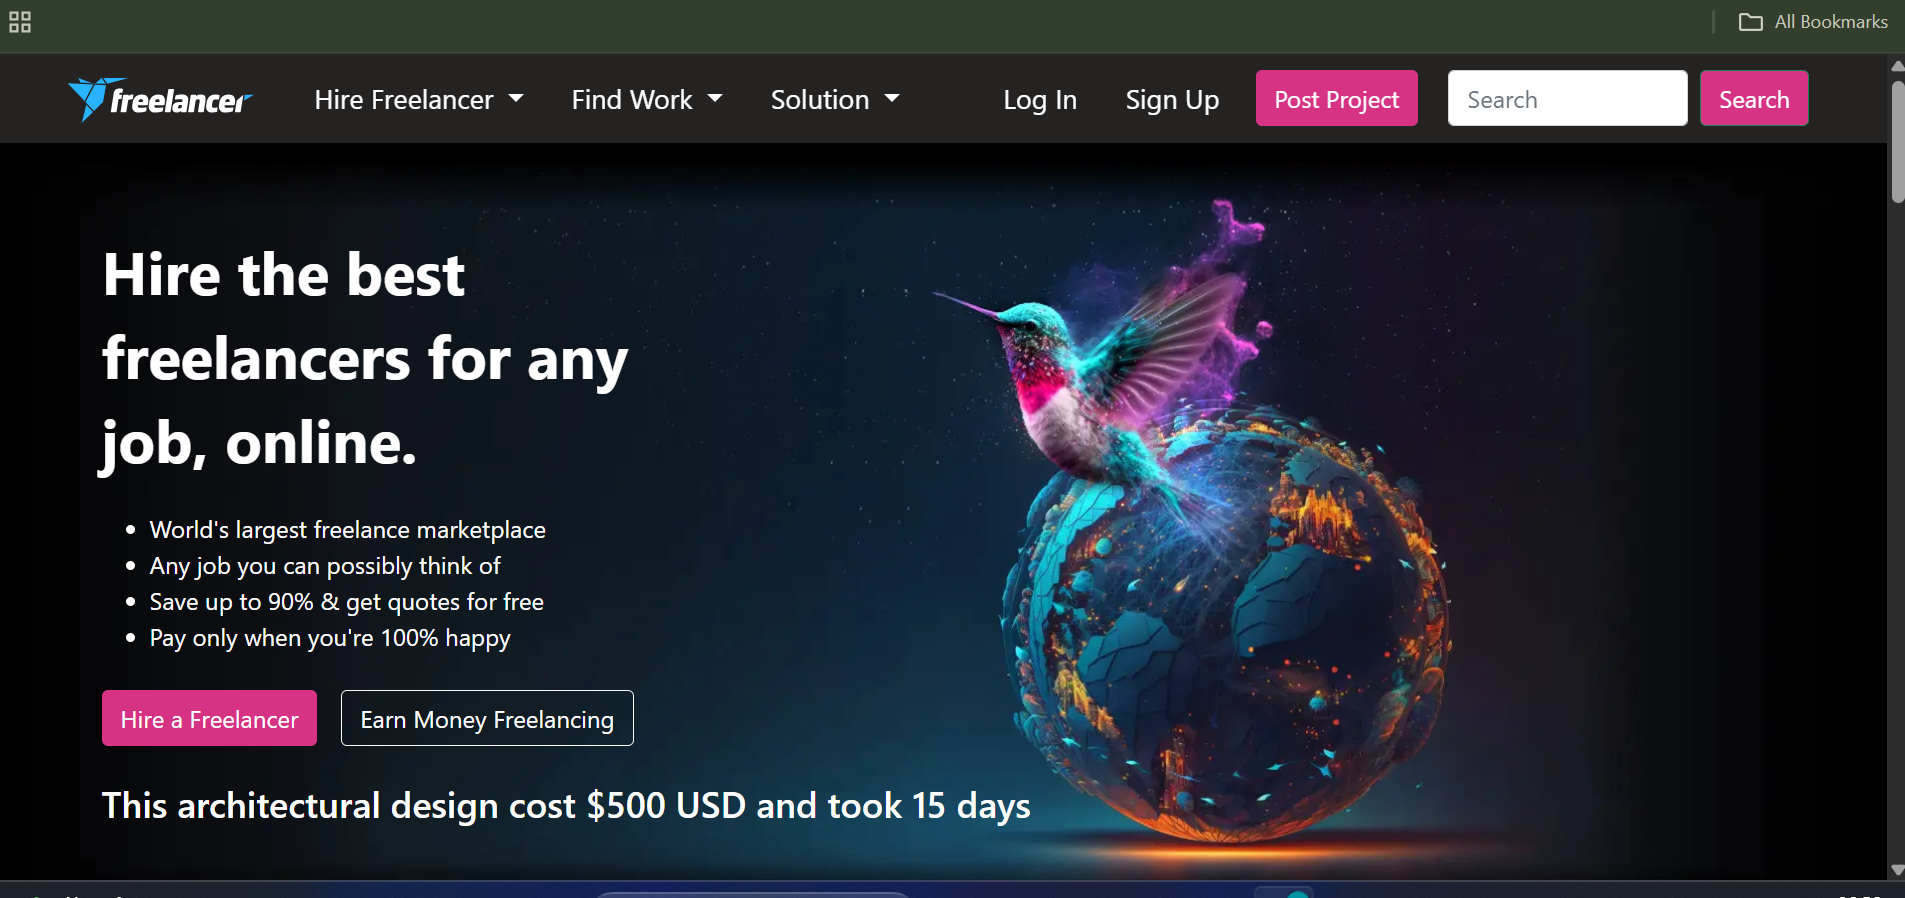 All Bookmarks
freelancer
Hire Freelancer
Find Work
Solution
Log In
Sign Up
Post Project
Search
Search
Hire the best
freelancers for any
job, online.
World's largest freelance marketplace
Any job you can possibly think of
Save up to 90% & get quotes for free
Pay only when you're 100% happy
Hire a Freelancer
Earn Money Freelancing
This architectural design cost $500 USD and took 15 days